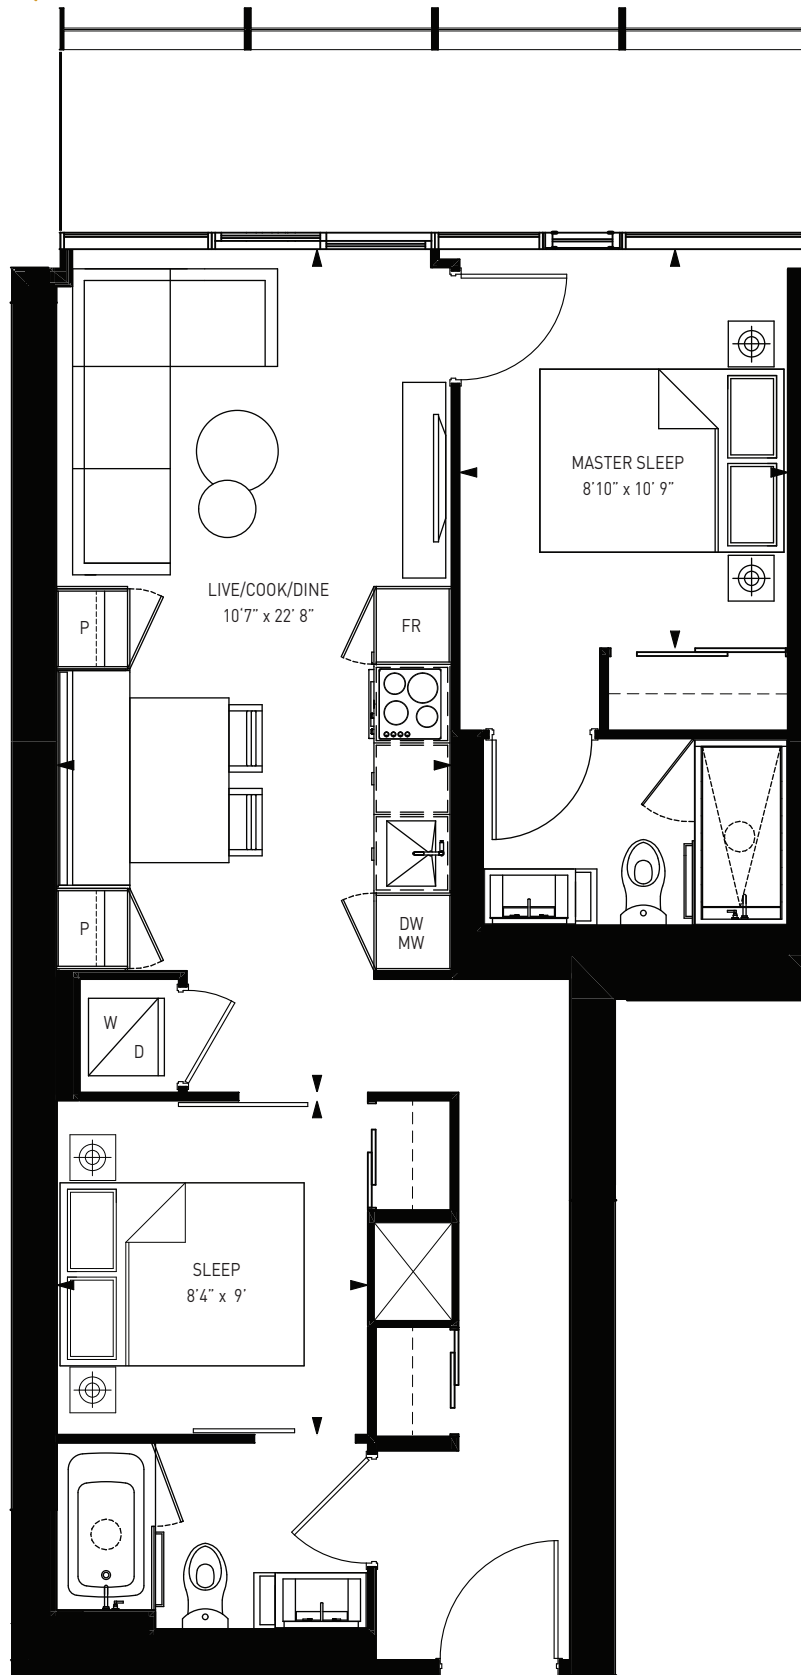 MASTER SLEEP
8'10" x 10' 9"
LIVE/COOK/DINE
10'7" x 22' 8"
P
FR
P
DW
MW
W
D
SLEEP
8'4" x 9'